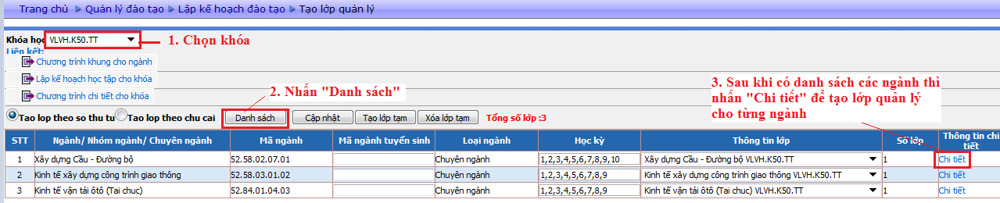 Trang chủ ▶ Quản lý đào tạo ▶ Lập kế hoạch đào tạo ▶ Tạo lớp quản lý
Khóa học VLVH.K50.TT 1. Chọn khóa
Liên kết:
Chương trình khung cho ngành
Lập kế hoạch học tập cho khóa
Chương trình chi tiết cho khóa
2. Nhấn "Danh sách"
3. Sau khi có danh sách các ngành thì
nhấn "Chi tiết" để tạo lớp quản lý
cho từng ngành
Tao lop theo so thu tu Tao lop theo chu cai Danh sách Cập nhật Tạo lớp tạm Xóa lớp tạm Tổng số lớp :3
STT Ngành/ Nhóm ngành/ Chuyên ngành Mã ngành Mã ngành tuyển sinh Loại ngành Học kỳ Thông tin lớp Số lớp Thông tin chi tiết
1 Xây dựng Cầu - Đường bộ 52.58.02.07.01 Chuyên ngành 1,2,3,4,5,6,7,8,9,10 Xây dựng Cầu - Đường bộ VLVH.K50.TT 1 Chi tiết
2 Kinh tế xây dựng công trình giao thông 52.58.03.01.02 Chuyên ngành 1,2,3,4,5,6,7,8,9 Kinh tế xây dựng công trình giao thông VLVH.K50.TT 1 Chi tiết
3 Kinh tế vận tải ôtô (Tai chuc) 52.84.01.04.03 Chuyên ngành 1,2,3,4,5,6,7,8,9 Kinh tế vận tải ôtô (Tai chuc) VLVH.K50.TT 1 Chi tiết